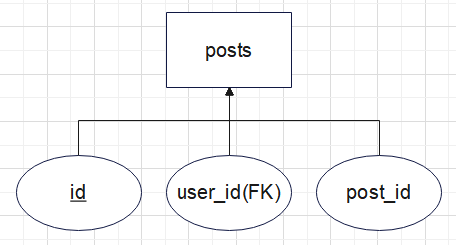 posts
id
user_id(FK)
post_id